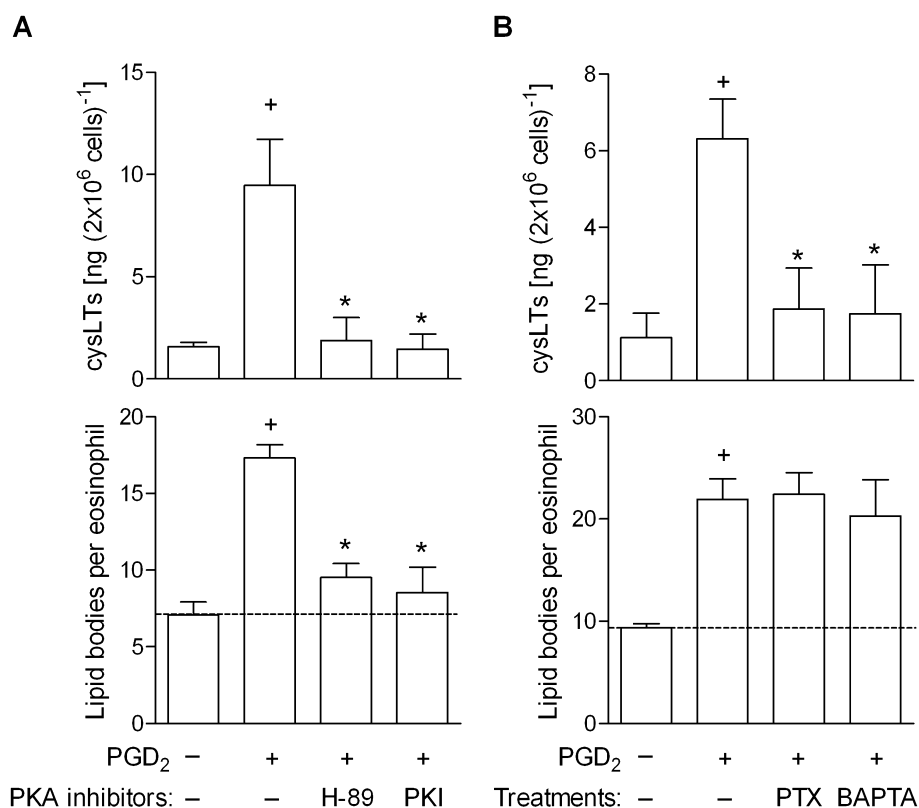 A
cysLTs [ng (2x10⁶ cells)⁻¹]
15
10
5
0
+
*
*
Lipid bodies per eosinophil
20
15
10
5
0
+
*
*
PGD₂ – + + +
PKA inhibitors: – – H-89 PKI
B
cysLTs [ng (2x10⁶ cells)⁻¹]
8
6
4
2
0
+
*
*
Lipid bodies per eosinophil
30
20
10
0
+
PGD₂ – + + +
Treatments: – – PTX BAPTA